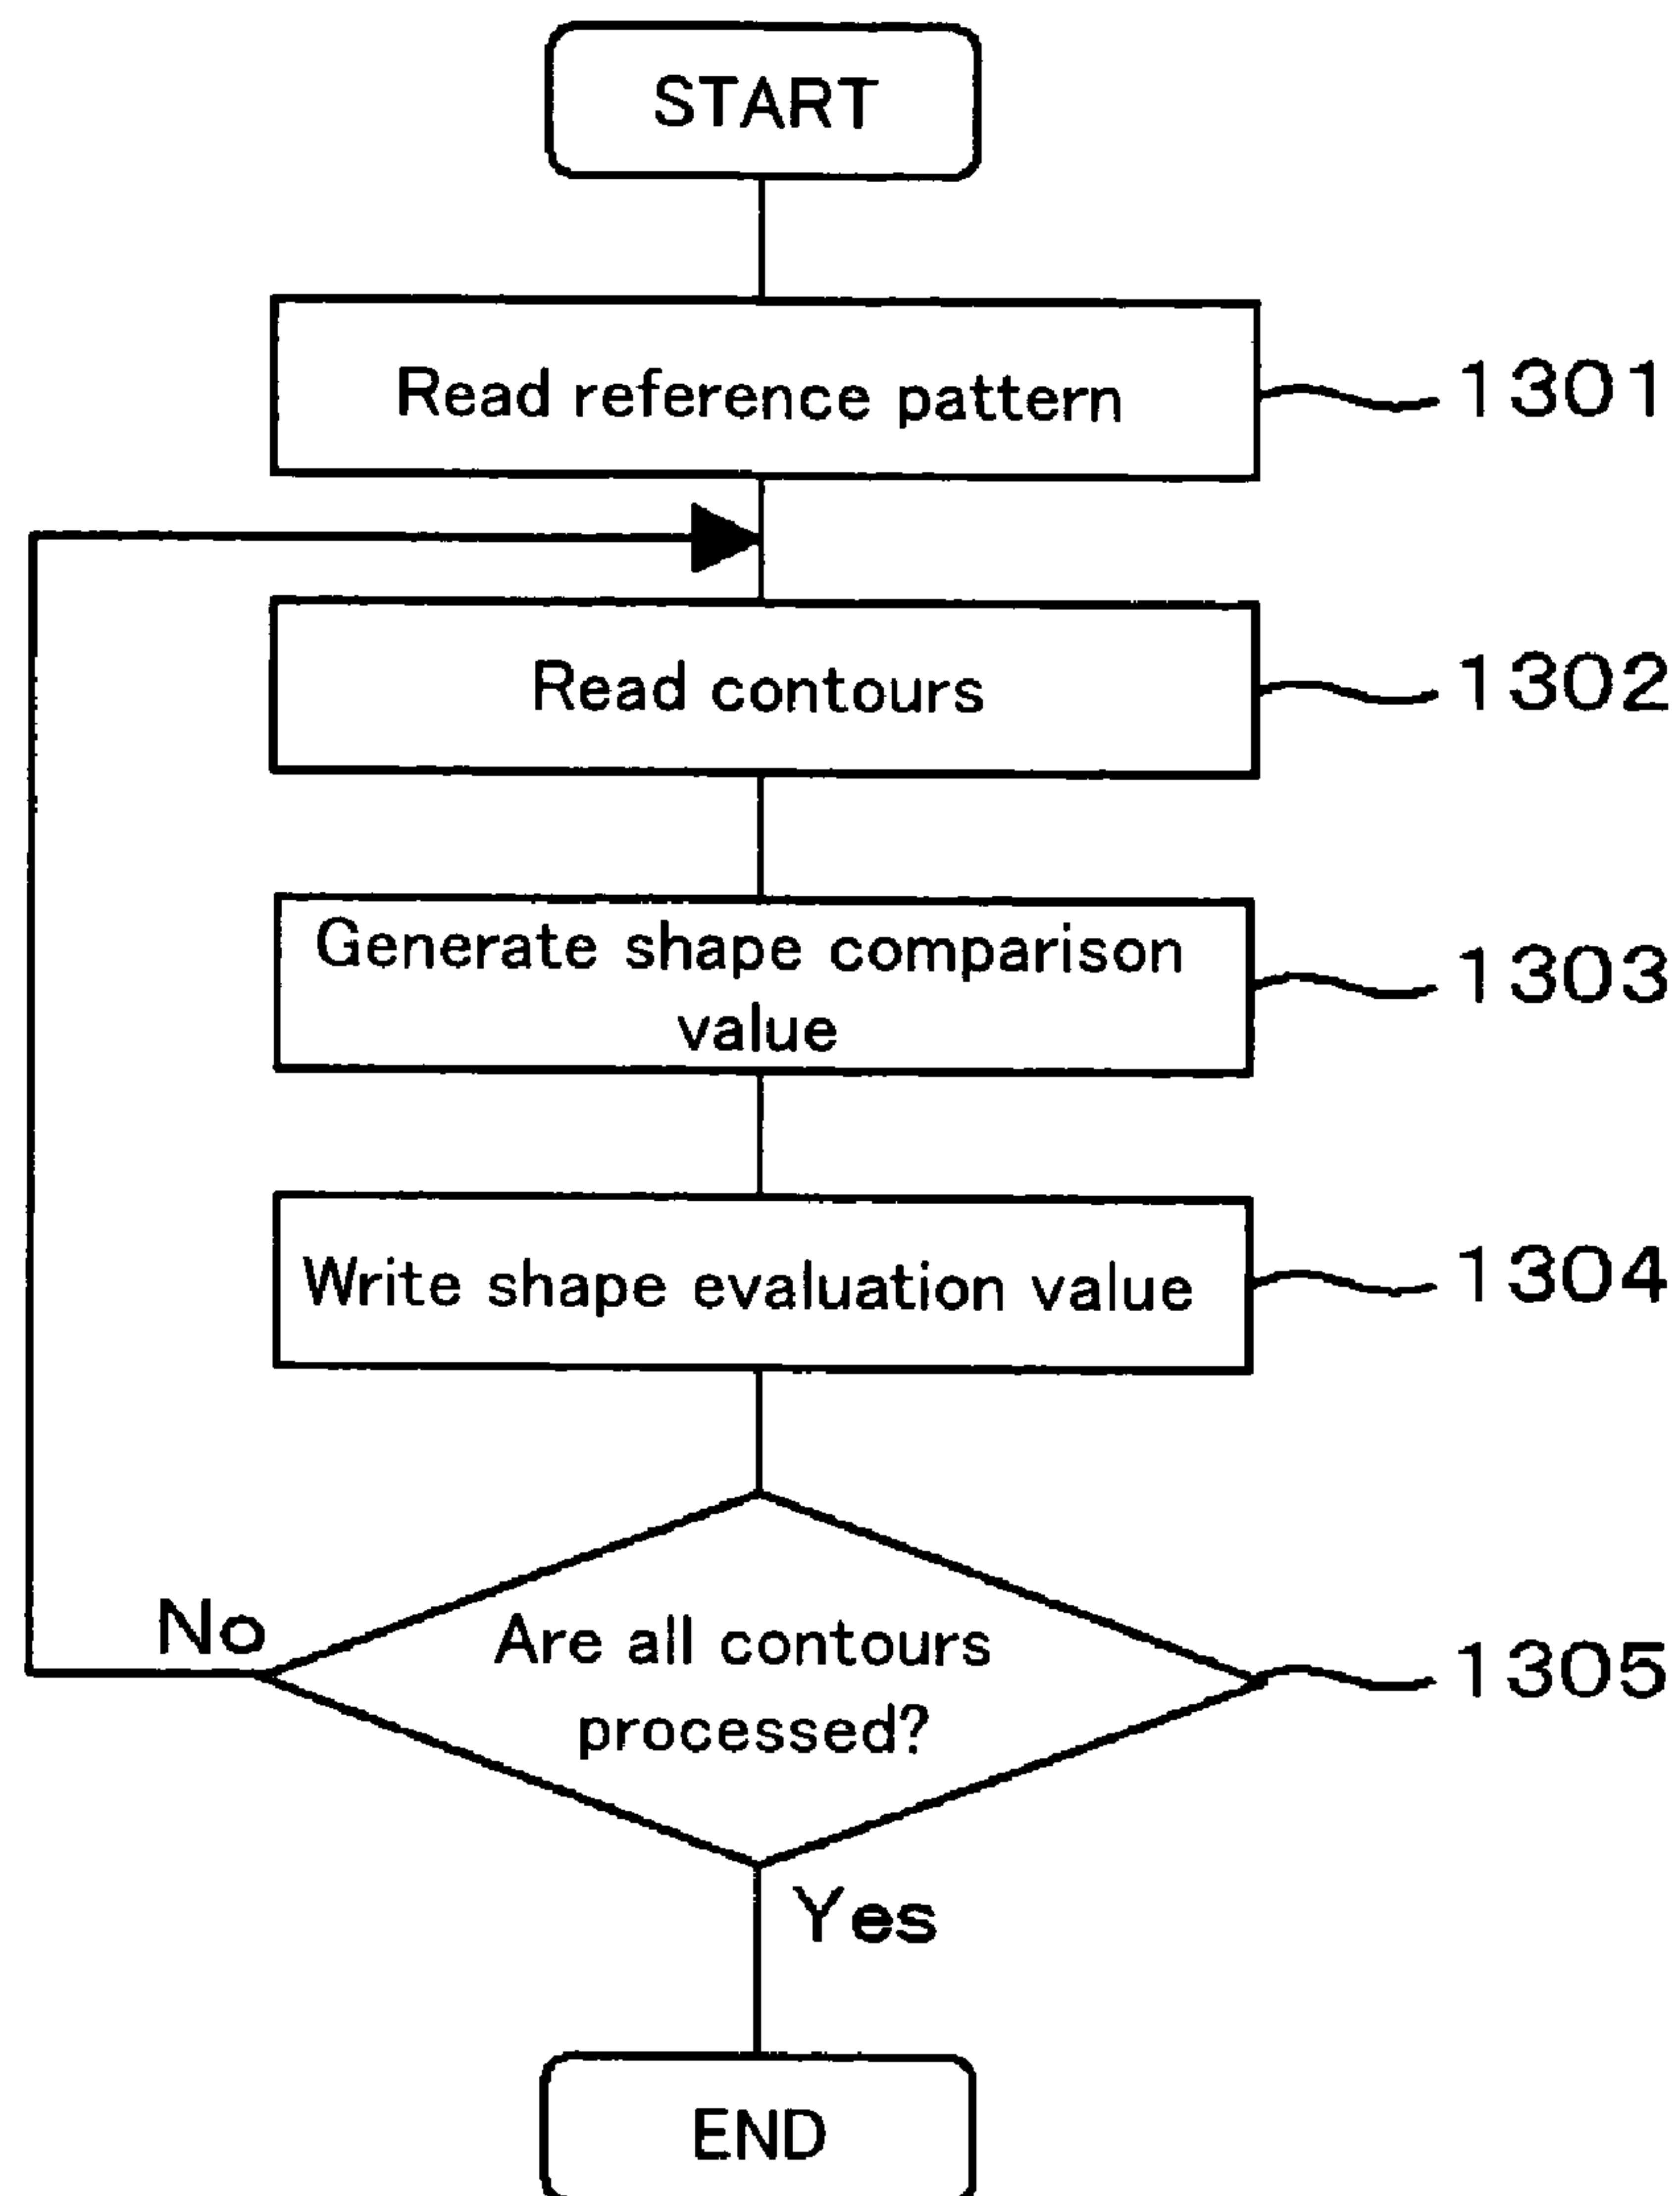 START
Read reference pattern
1301
Read contours
1302
Generate shape comparison
value
1303
Write shape evaluation value
1304
No
Are all contours
processed?
1305
Yes
END